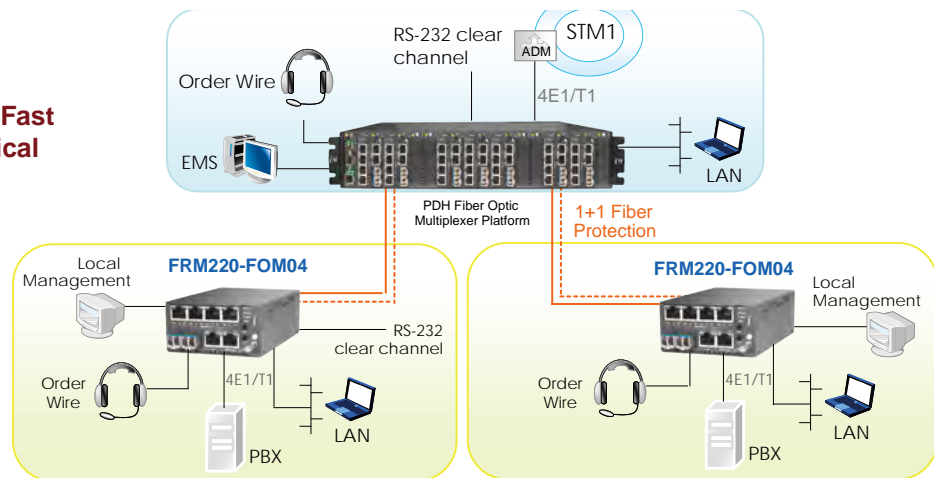 RS-232 clear
channel
STM1
ADM
Order Wire
4E1/T1
Fast
ical
EMS
LAN
PDH Fiber Optic
Multiplexer Platform
1+1 Fiber
Protection
Local
Management
FRM220-FOM04
RS-232
clear channel
Order
Wire
4E1/T1
LAN
PBX
FRM220-FOM04
Local
Management
Order
Wire
4E1/T1
LAN
PBX